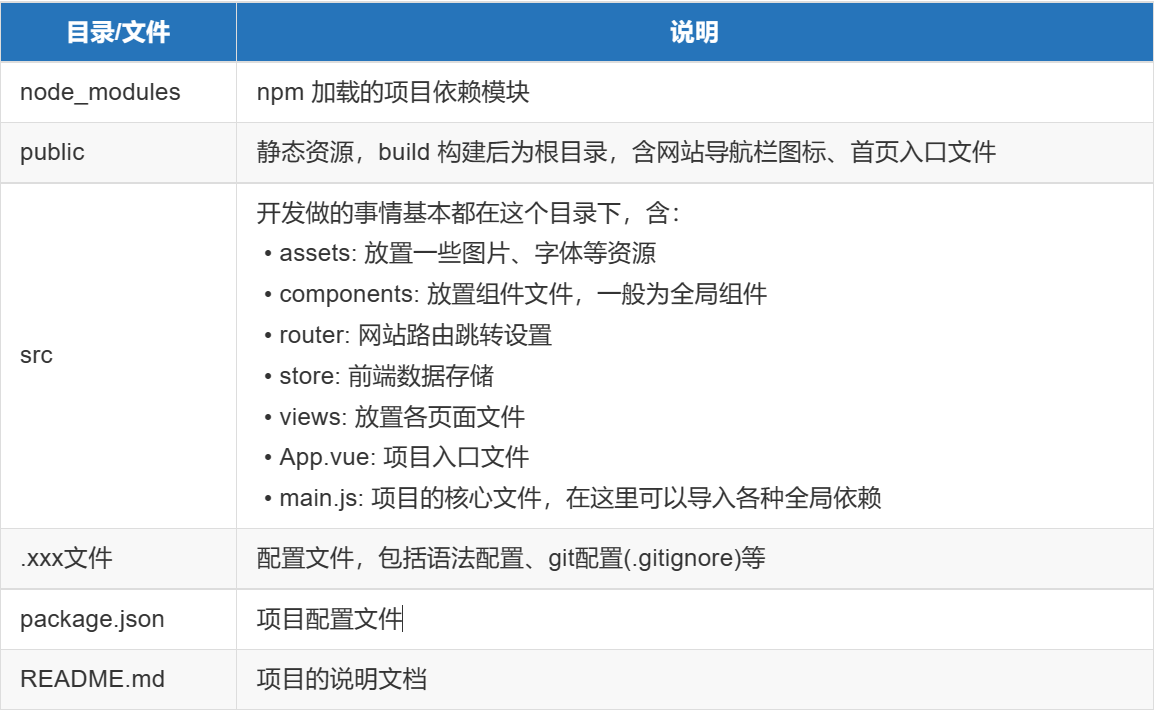 目录/文件 说明
node_modules npm 加载的项目依赖模块
public 静态资源，build 构建后为根目录，含网站导航栏图标、首页入口文件
src 开发做的事情基本都在这个目录下，含：
• assets: 放置一些图片、字体等资源
• components: 放置组件文件，一般为全局组件
• router: 网站路由跳转设置
• store: 前端数据存储
• views: 放置各页面文件
• App.vue: 项目入口文件
• main.js: 项目的核心文件，在这里可以导入各种全局依赖
.xxx文件 配置文件，包括语法配置、git配置(.gitignore)等
package.json 项目配置文件
README.md 项目的说明文档